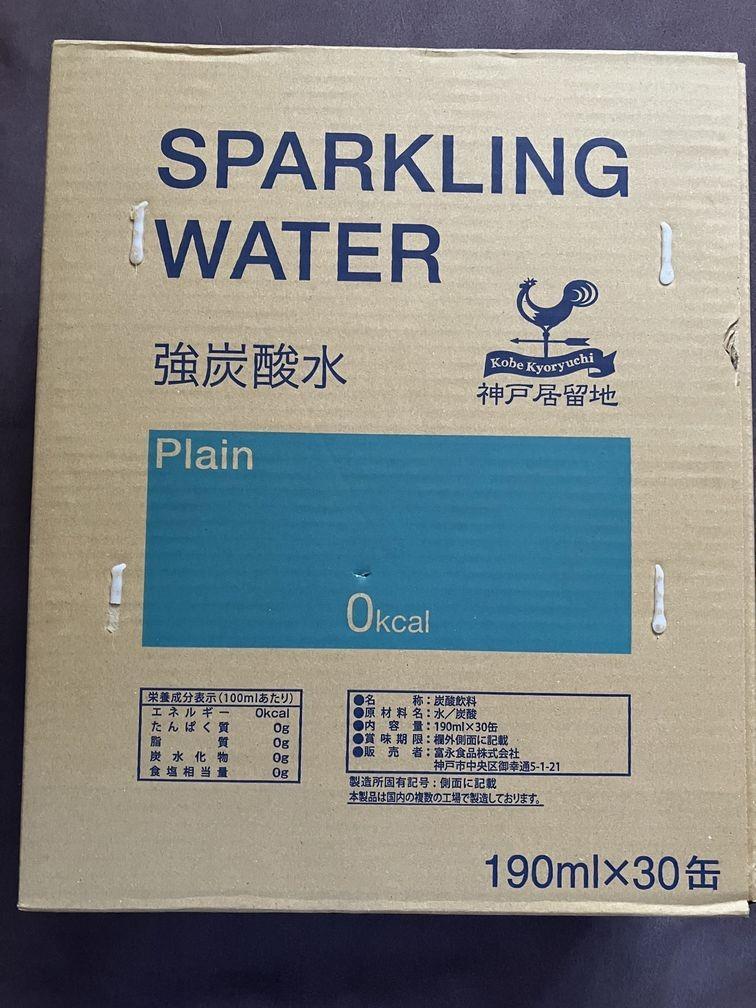 SPARKLING
WATER
強炭酸水
Kobe Kyoryuchi
神戸居留地
Plain
0kcal
栄養成分表示(100mlあたり)
エネルギー 0kcal
たんぱく質 0g
脂質 0g
炭水化物 0g
食塩相当量 0g
●名称:炭酸飲料
●原材料名:水/炭酸
●内容量:190ml×30缶
●賞味期限:欄外側面に記載
●販売者:富永食品株式会社
神戸市中央区御幸通5-1-21
製造所固有記号:側面に記載
本製品は国内の複数の工場で製造しております。
190ml×30缶